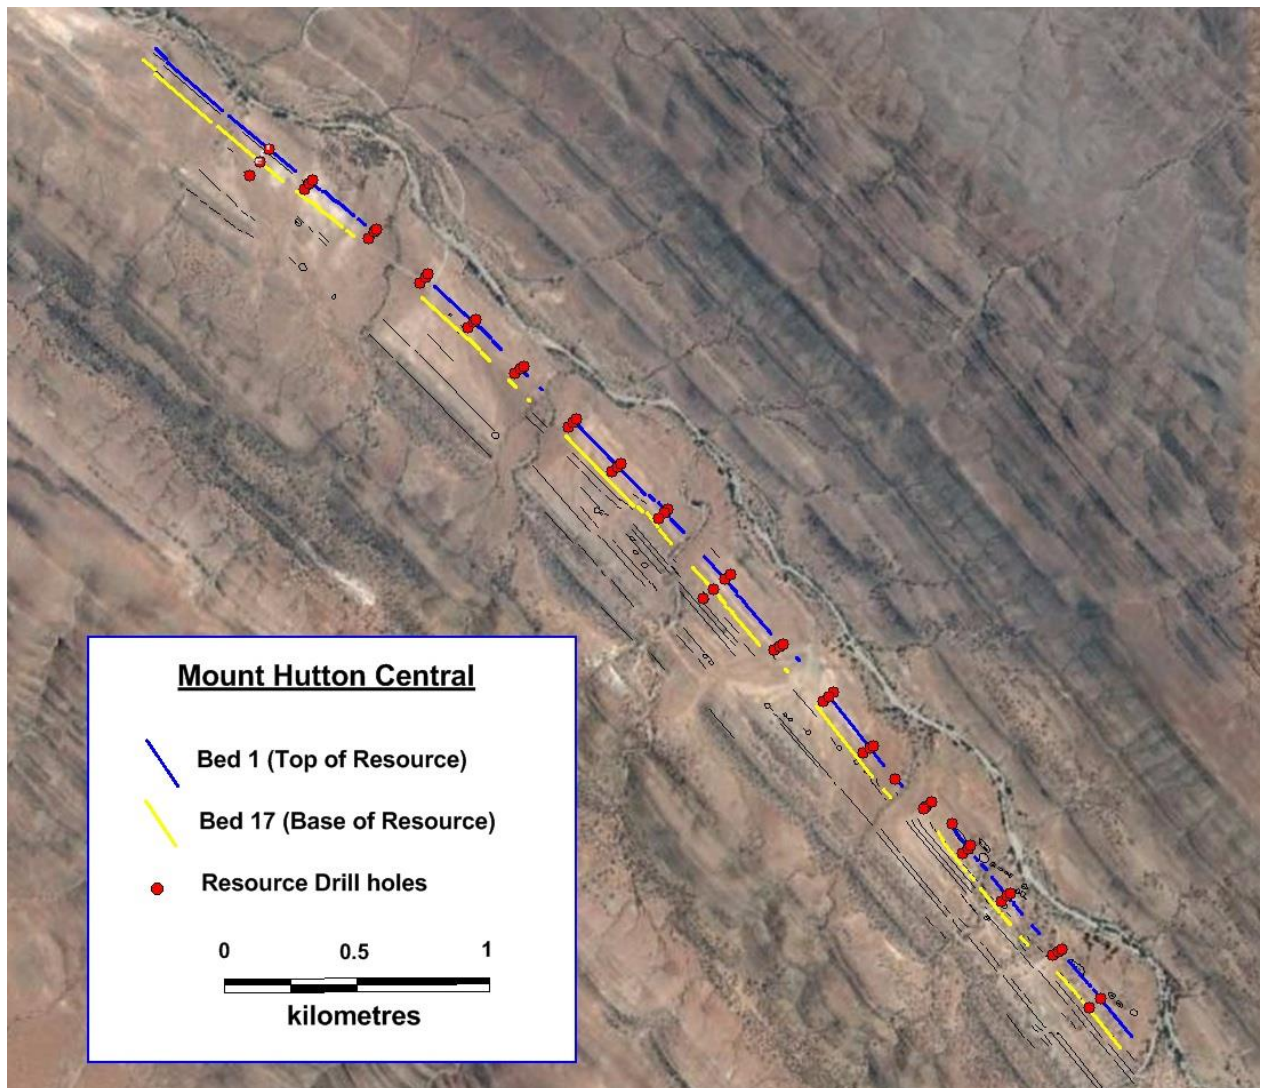 Mount Hutton Central
Bed 1 (Top of Resource)
Bed 17 (Base of Resource)
Resource Drill holes
0 0.5 1
kilometres